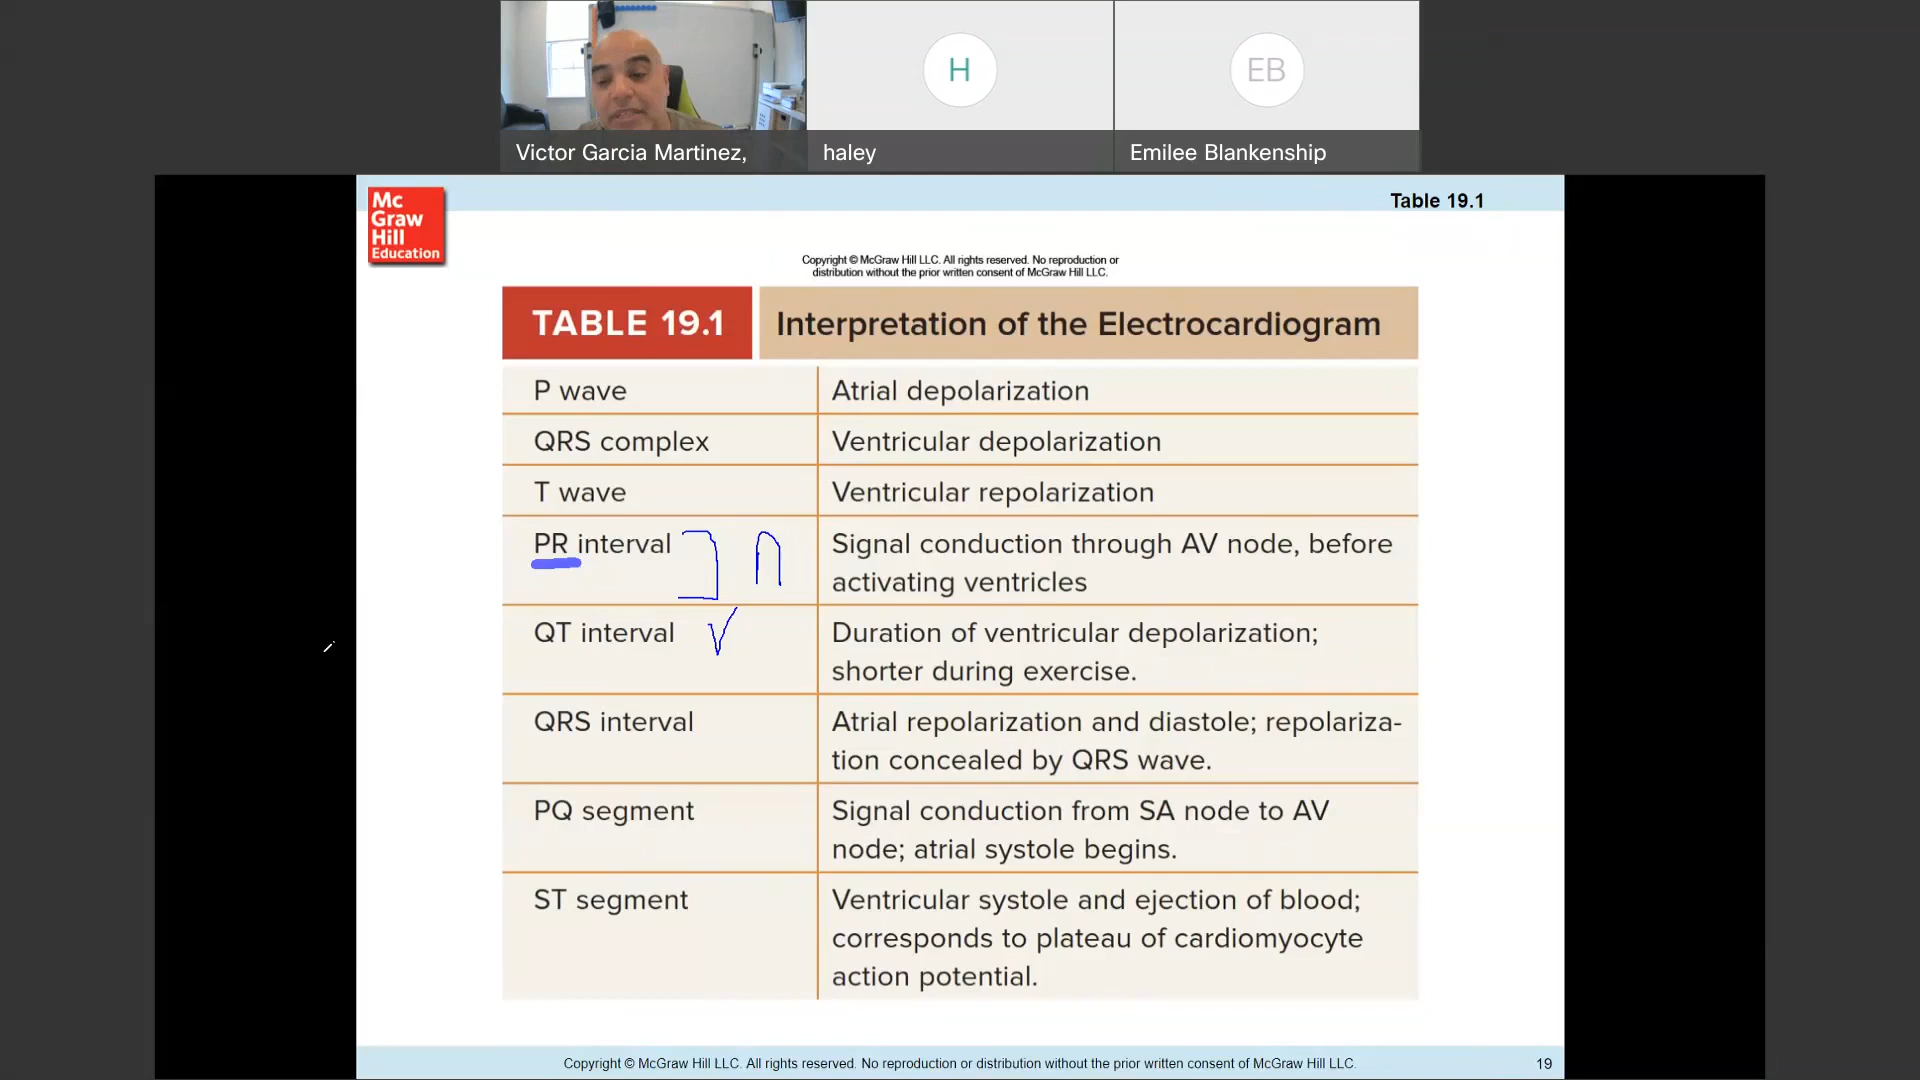 H
EB
Victor Garcia Martinez,
haley
Emilee Blankenship
Mc
Graw
Hill
Education
Table 19.1
Copyright © McGraw Hill LLC. All rights reserved. No reproduction or
distribution without the prior written consent of McGraw Hill LLC.
TABLE 19.1
Interpretation of the Electrocardiogram
P wave
Atrial depolarization
QRS complex
Ventricular depolarization
T wave
Ventricular repolarization
PR interval
Signal conduction through AV node, before
activating ventricles
QT interval
Duration of ventricular depolarization;
shorter during exercise.
QRS interval
Atrial repolarization and diastole; repolariza-
tion concealed by QRS wave.
PQ segment
Signal conduction from SA node to AV
node; atrial systole begins.
ST segment
Ventricular systole and ejection of blood;
corresponds to plateau of cardiomyocyte
action potential.
Copyright © McGraw Hill LLC. All rights reserved. No reproduction or distribution without the prior written consent of McGraw Hill LLC.
19